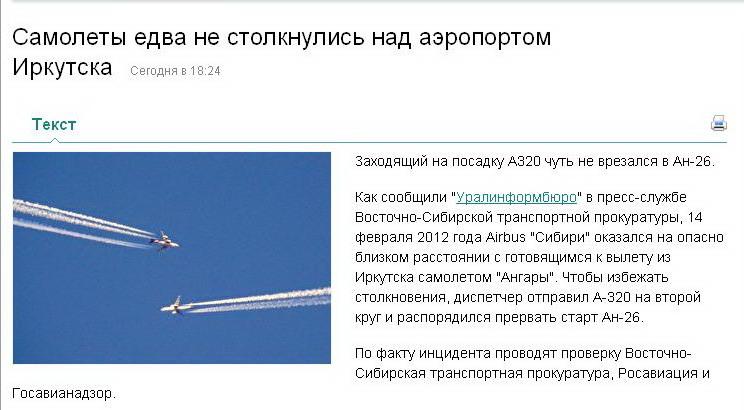 Самолеты едва не столкнулись над аэропортом
Иркутска Сегодня в 18:24
Текст
Заходящий на посадку А320 чуть не врезался в Ан-26.
Как сообщили "Уралинформбюро" в пресс-службе
Восточно-Сибирской транспортной прокуратуры, 14
февраля 2012 года Airbus "Сибири" оказался на опасно
близком расстоянии с готовящимся к вылету из
Иркутска самолетом "Ангары". Чтобы избежать
столкновения, диспетчер отправил А-320 на второй
круг и распорядился прервать старт Ан-26.
По факту инцидента проводят проверку Восточно-
Сибирская транспортная прокуратура, Росавиация и
Госавианадзор.